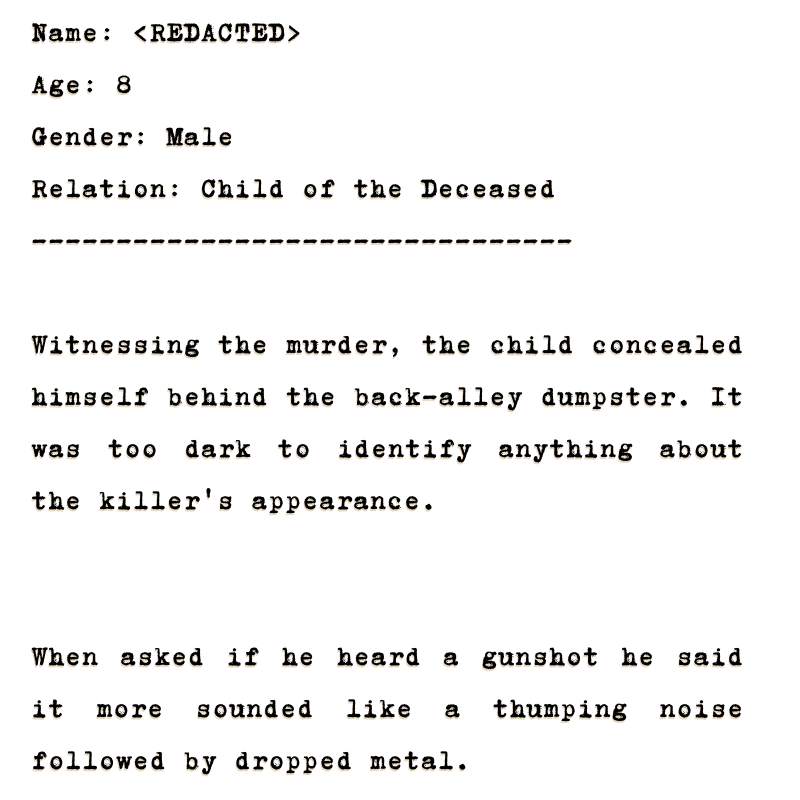 Name: <REDACTED>
Age: 8
Gender: Male
Relation: Child of the Deceased
--------------------------------
Witnessing the murder, the child concealed
himself behind the back-alley dumpster. It
was too dark to identify anything about
the killer's appearance.
When asked if he heard a gunshot he said
it more sounded like a thumping noise
followed by dropped metal.